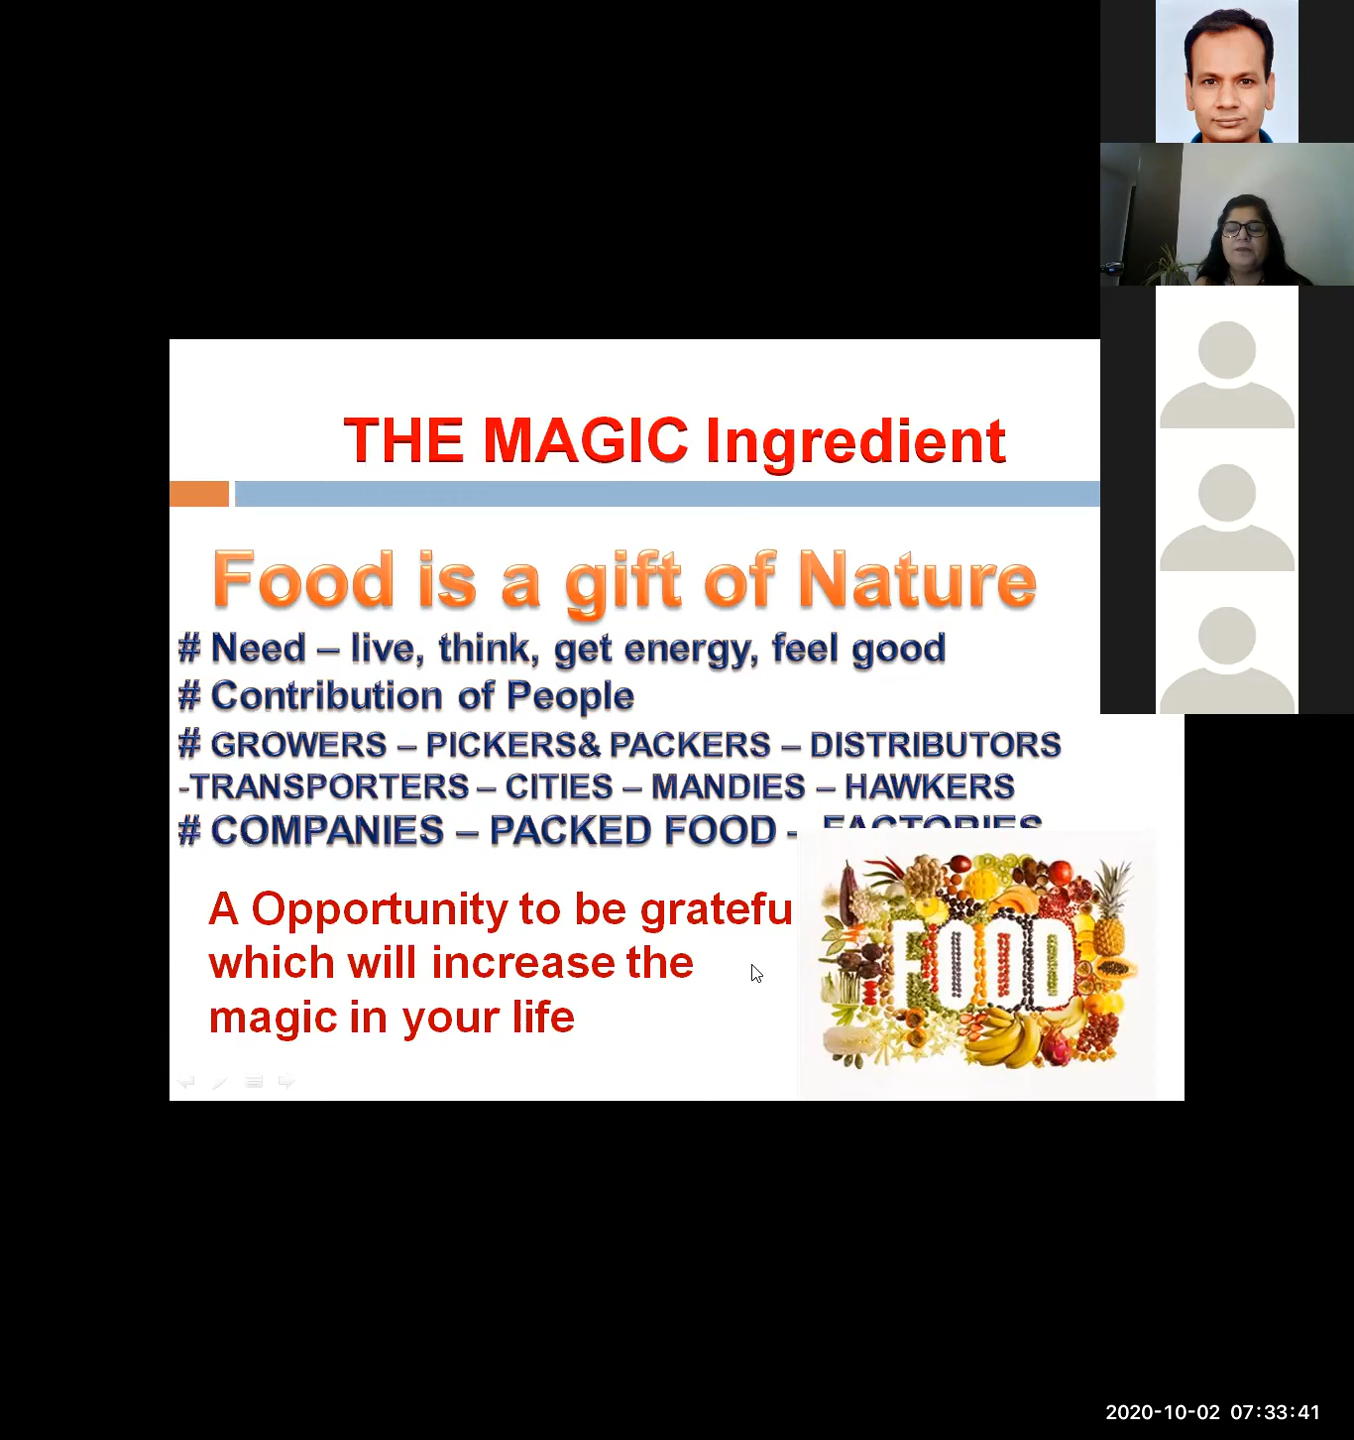 THE MAGIC Ingredient
Food is a gift of Nature
# Need – live, think, get energy, feel good
# Contribution of People
# GROWERS – PICKERS& PACKERS – DISTRIBUTORS
-TRANSPORTERS – CITIES – MANDIES – HAWKERS
# COMPANIES – PACKED FOOD – FACTORIES
A Opportunity to be gratefu
which will increase the
magic in your life
FOOD
2020-10-02 07:33:41